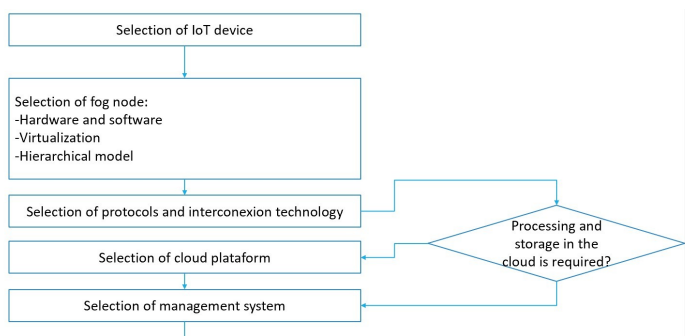 Selection of IoT device
Selection of fog node:
-Hardware and software
-Virtualization
-Hierarchical model
Selection of protocols and interconexion technology
Processing and
storage in the
cloud is required?
Selection of cloud plataform
Selection of management system